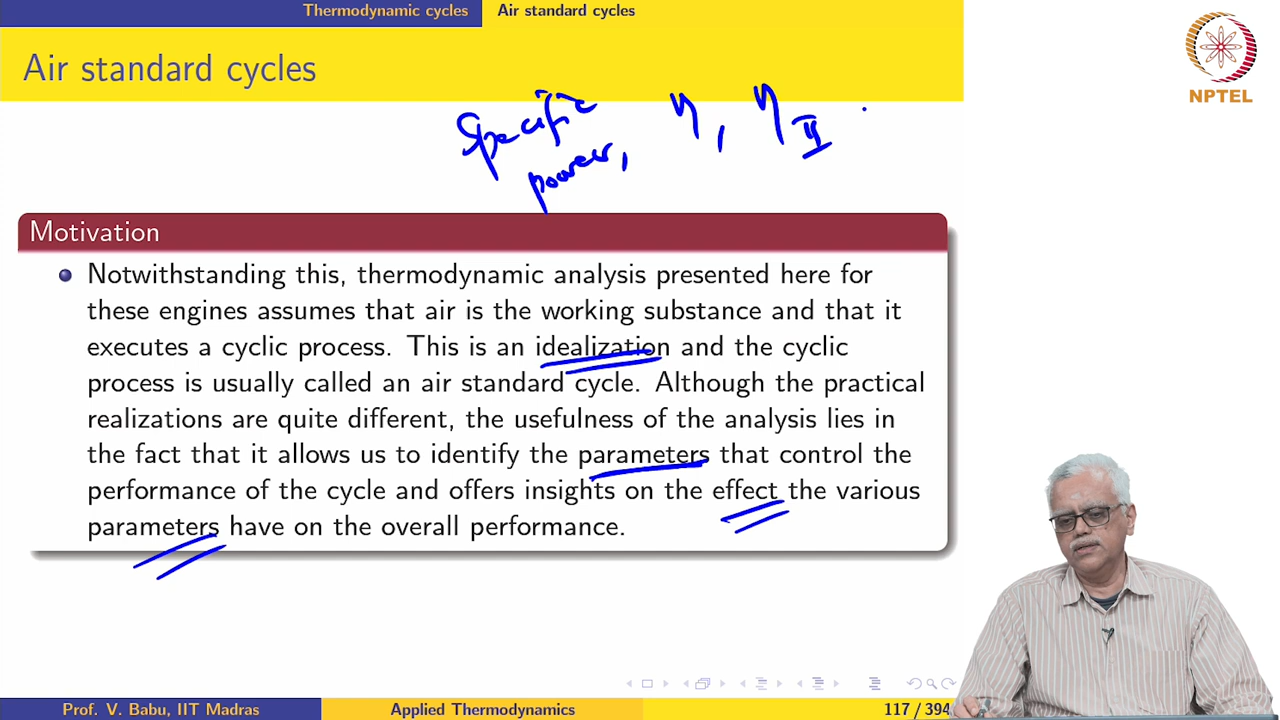 Thermodynamic cycles Air standard cycles
Air standard cycles
NPTEL
Specific η, η II
power,
Motivation
Notwithstanding this, thermodynamic analysis presented here for
these engines assumes that air is the working substance and that it
executes a cyclic process. This is an idealization and the cyclic
process is usually called an air standard cycle. Although the practical
realizations are quite different, the usefulness of the analysis lies in
the fact that it allows us to identify the parameters that control the
performance of the cycle and offers insights on the effect the various
parameters have on the overall performance.
Prof. V. Babu, IIT Madras Applied Thermodynamics 117 / 394